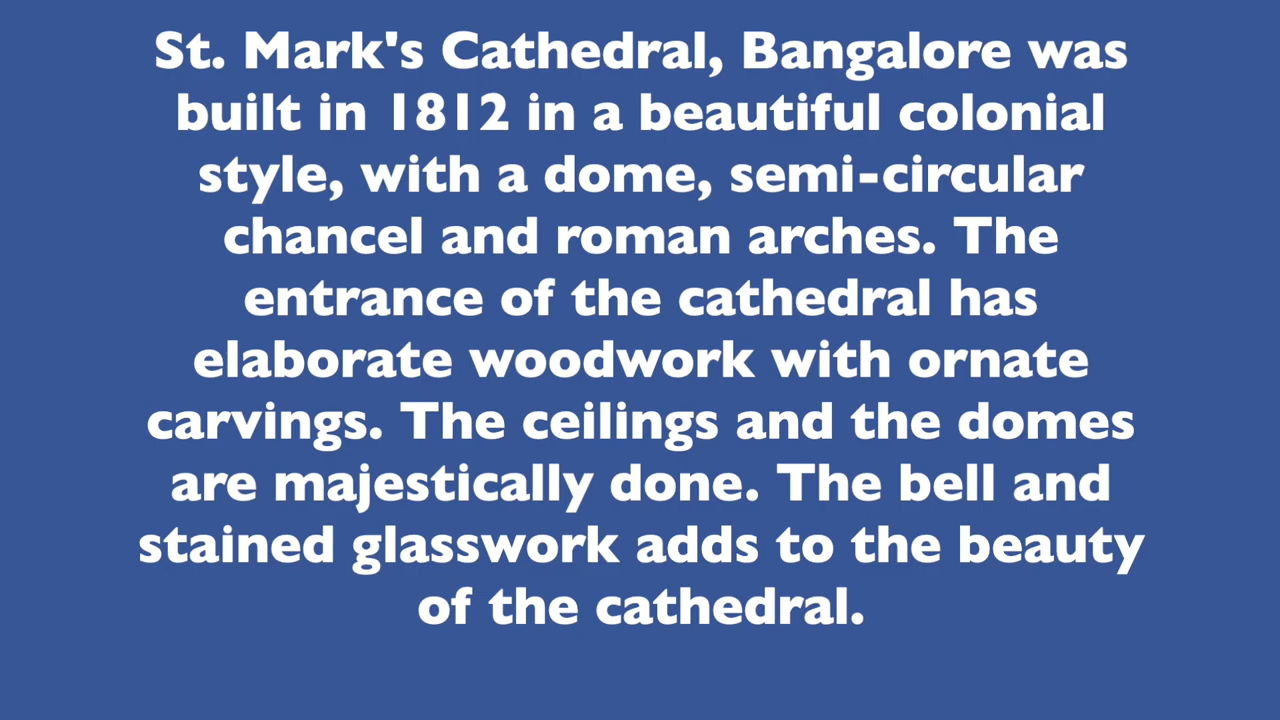 St. Mark's Cathedral, Bangalore was
built in 1812 in a beautiful colonial
style, with a dome, semi-circular
chancel and roman arches. The
entrance of the cathedral has
elaborate woodwork with ornate
carvings. The ceilings and the domes
are majestically done. The bell and
stained glasswork adds to the beauty
of the cathedral.